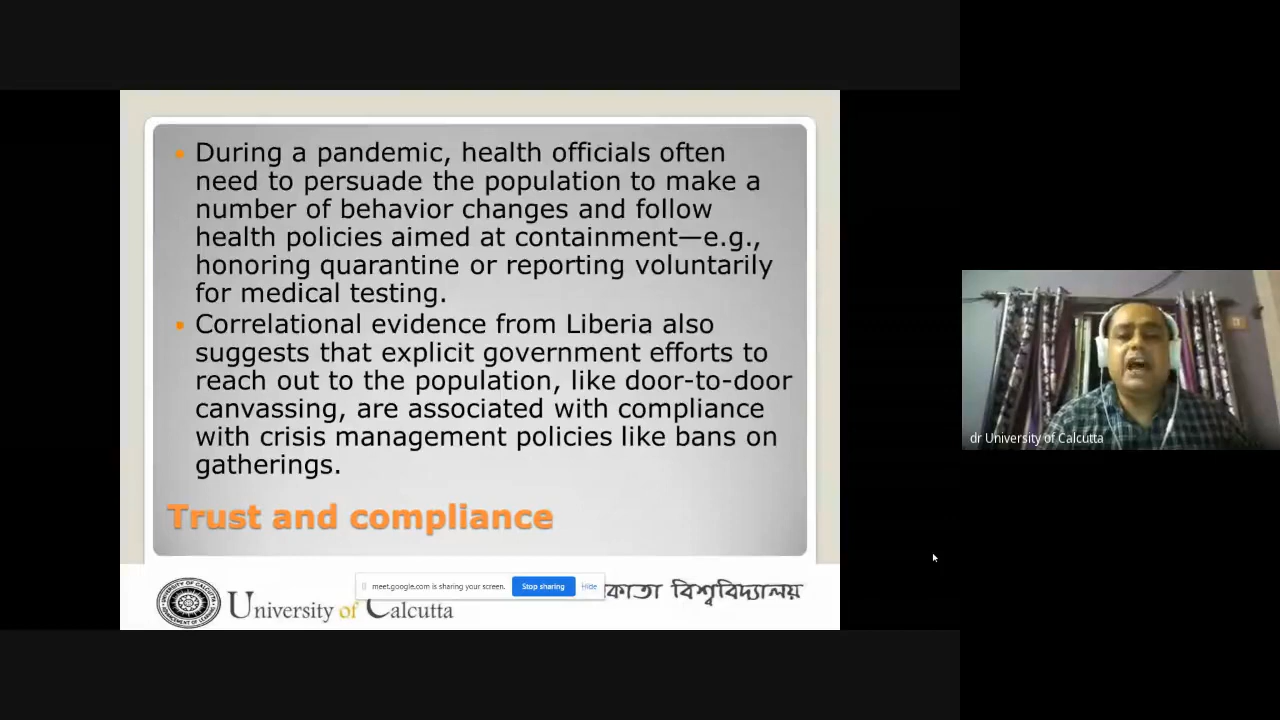 During a pandemic, health officials often
need to persuade the population to make a
number of behavior changes and follow
health policies aimed at containment—e.g.,
honoring quarantine or reporting voluntarily
for medical testing.
Correlational evidence from Liberia also
suggests that explicit government efforts to
reach out to the population, like door-to-door
canvassing, are associated with compliance
with crisis management policies like bans on
gatherings.
Trust and compliance
meet.google.com is sharing your screen. Stop sharing Hide
University of Calcutta
বিশ্ববিদ্যালয়
dr University of Calcutta